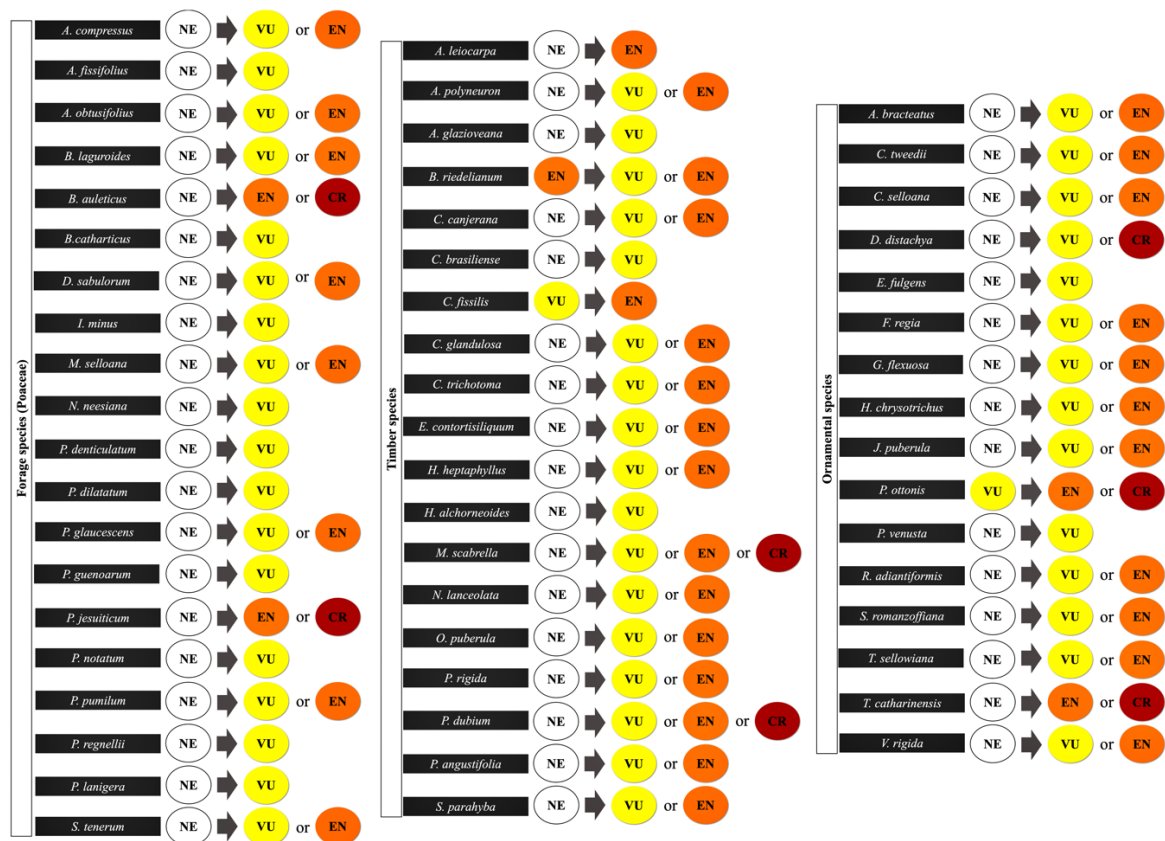 Forage species (Poaceae)
A. compressus NE VU or EN
A. fissifolius NE VU
A. obtusifolius NE VU or EN
B. laguroides NE VU or EN
B. auleticus NE EN or CR
B.catharticus NE VU
D. sabulorum NE VU or EN
I. minus NE VU
M. selloana NE VU or EN
N. neesiana NE VU
P. denticulatum NE VU
P. dilatatum NE VU
P. glaucescens NE VU or EN
P. guenoarum NE VU
P. jesuiticum NE EN or CR
P. notatum NE VU
P. pumilum NE VU or EN
P. regnellii NE VU
P. lanigera NE VU
S. tenerum NE VU or EN
Timber species
A. leiocarpa NE EN
A. polyneuron NE VU or EN
A. glazioveana NE VU
B. riedelianum EN VU or EN
C. canjerana NE VU or EN
C. brasiliense NE VU
C. fissilis VU EN
C. glandulosa NE VU or EN
C. trichotoma NE VU or EN
E. contortisiliquum NE VU or EN
H. heptaphyllus NE VU or EN
H. alchorneoides NE VU
M. scabrella NE VU or EN or CR
N. lanceolata NE VU or EN
O. puberula NE VU or EN
P. rigida NE VU or EN
P. dubium NE VU or EN or CR
P. angustifolia NE VU or EN
S. parahyba NE VU or EN
Ornamental species
A. bracteatus NE VU or EN
C. tweedii NE VU or EN
C. selloana NE VU or EN
D. distachya NE VU or CR
E. fulgens NE VU
F. regia NE VU or EN
G. flexuosa NE VU or EN
H. chrysotrichus NE VU or EN
J. puberula NE VU or EN
P. ottonis VU EN or CR
P. venusta NE VU
R. adiantiformis NE VU or EN
S. romanzoffiana NE VU or EN
T. sellowiana NE VU or EN
T. catharinensis NE EN or CR
V. rigida NE VU or EN